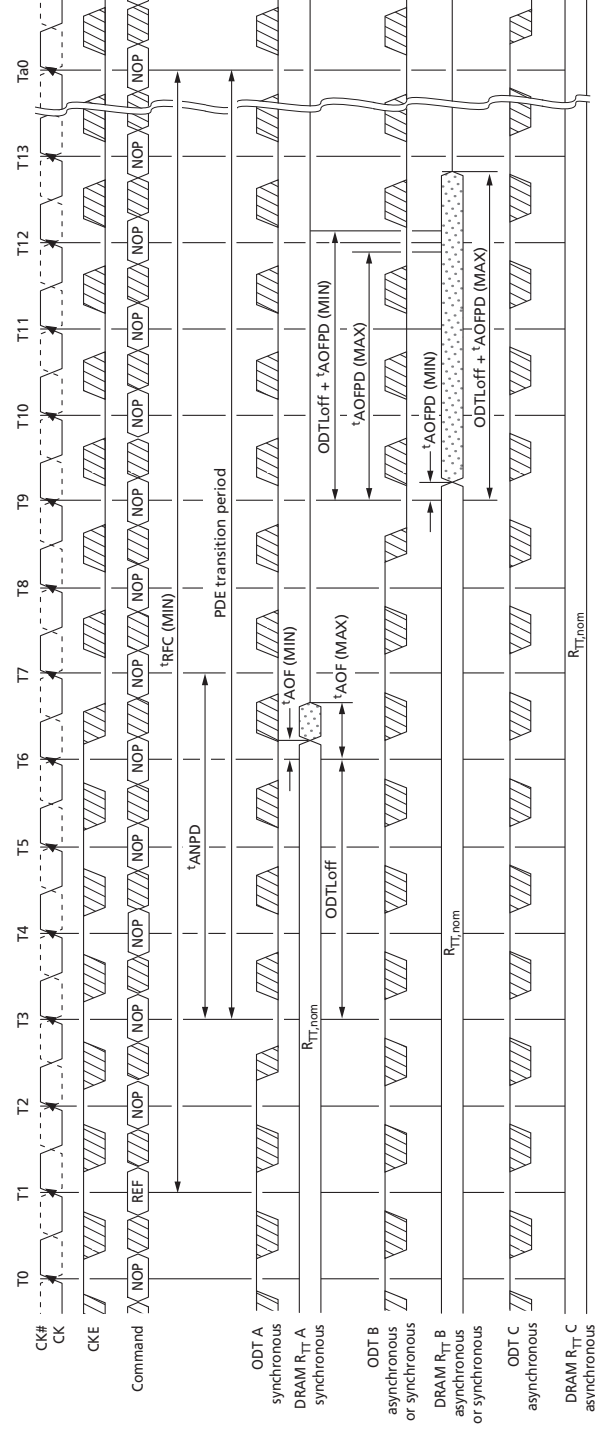 T0 T1 T2 T3 T4 T5 T6 T7 T8 T9 T10 T11 T12 T13 Ta0
CK#
CK
CKE
Command
NOP REF NOP NOP NOP NOP NOP NOP NOP NOP NOP NOP NOP NOP NOP
tRFC (MIN)
tANPD
PDE transition period
ODT A
synchronous
tAOF (MIN)
DRAM RTT A
synchronous
RTT,nom
tAOF (MAX)
ODTLoff
ODTLoff + tAOFPD (MIN)
tAOFPD (MAX)
ODT B
asynchronous
or synchronous
tAOFPD (MIN)
DRAM RTT B
asynchronous
or synchronous
RTT,nom
ODTLoff + tAOFPD (MAX)
ODT C
asynchronous
DRAM RTT C
asynchronous
RTT,nom